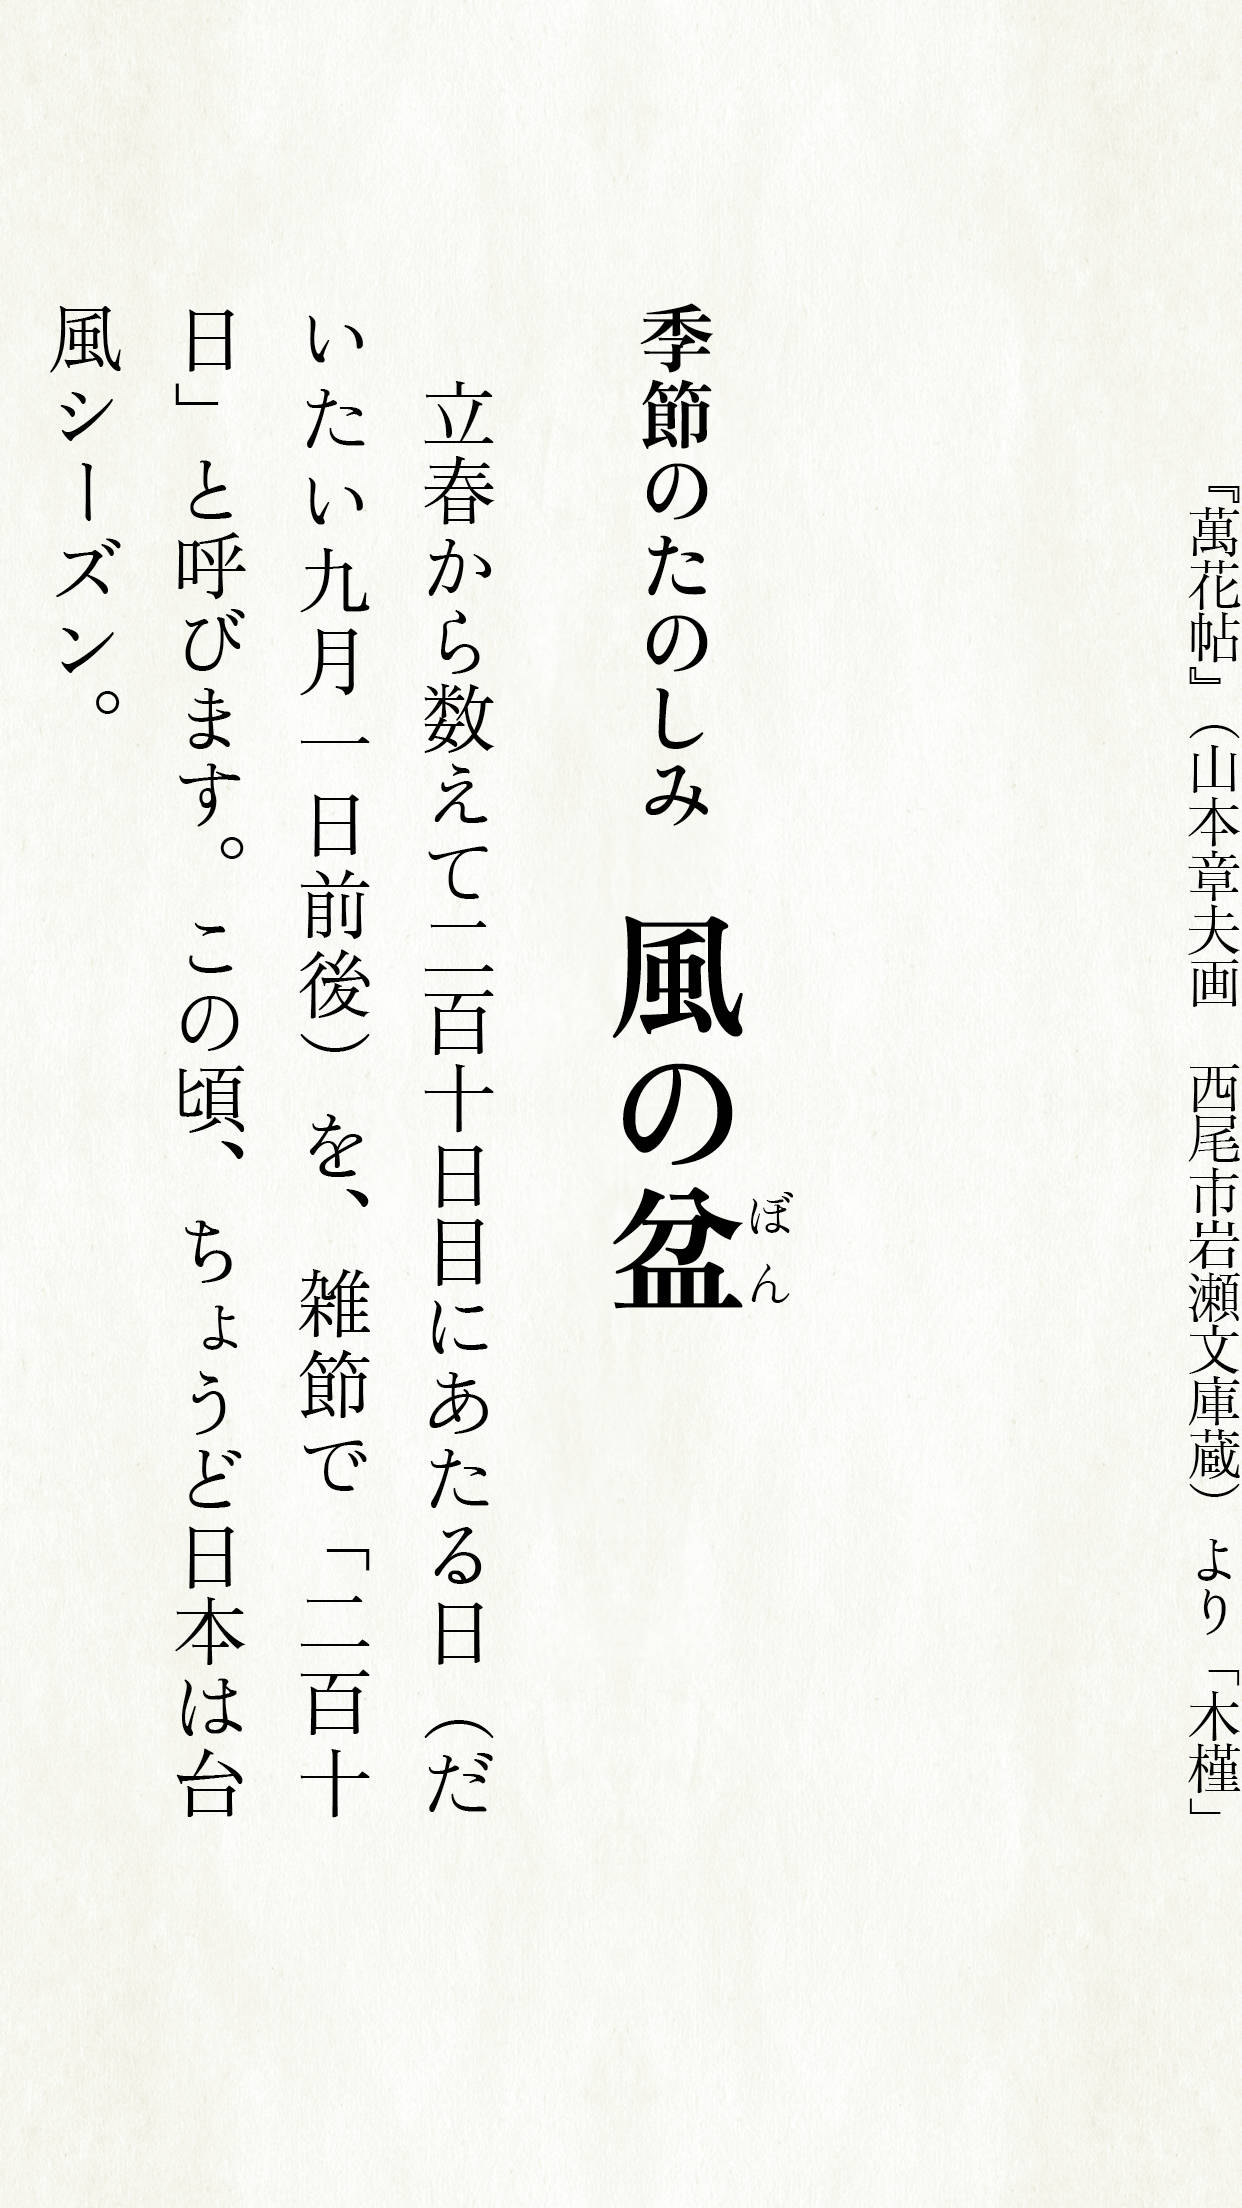 『萬花帖』（山本章夫画　西尾市岩瀬文庫蔵）より「木槿」
季節のたのしみ　風の盆
ぼん
立春から数えて二百十日目にあたる日（だ
いたい九月一日前後）を、雑節で「二百十
日」と呼びます。この頃、ちょうど日本は台
風シーズン。